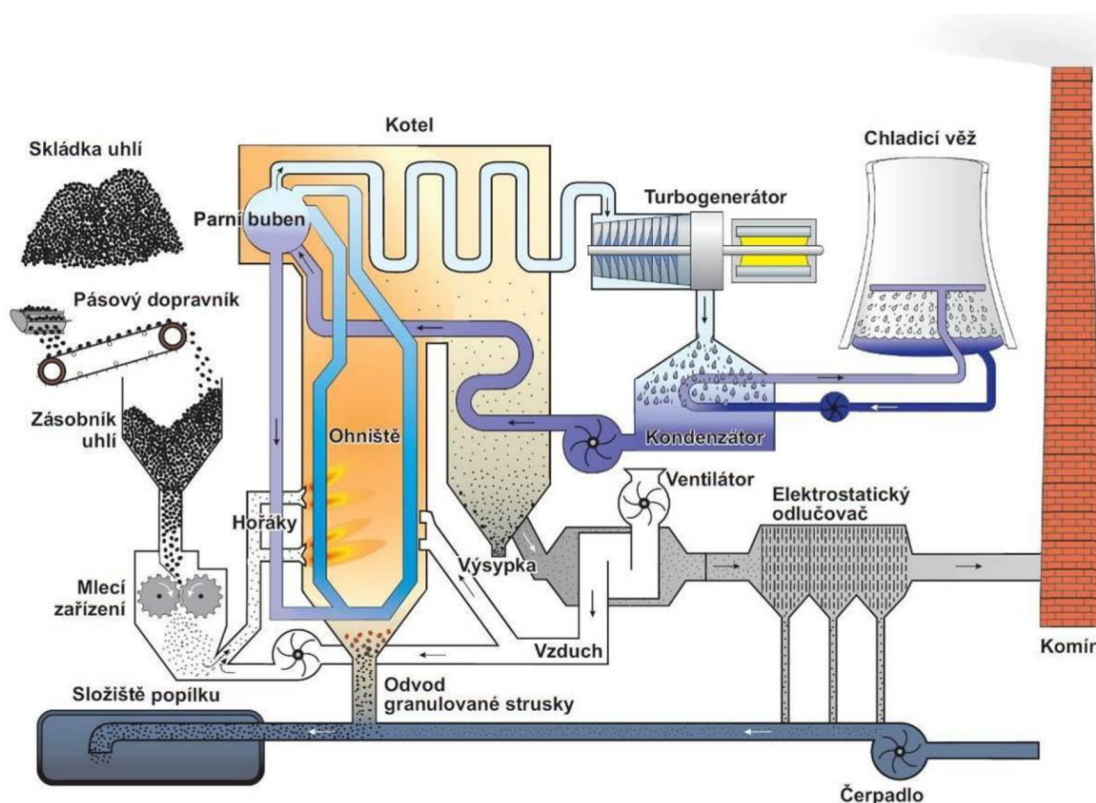 Kotel
Skládka uhlí
Chladicí věž
Turbogenerátor
Parní buben
Pásový dopravník
Zásobník
uhlí
Ohniště
Kondenzátor
Ventilátor
Elektrostatický
odlučovač
Hořáky
Výsypka
Mlecí
zařízení
Vzduch
Komín
Složiště popílku
Odvod
granulované strusky
Čerpadlo